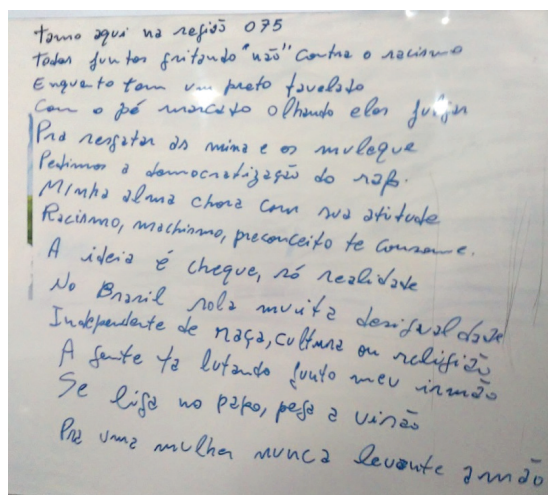 tamo aqui na região 075
todos juntos gritando "não" contra o racismo
Enquanto tem um preto favelado
Com o pé marcado olhando eles julgar
Pra resgatar as mina e os muleque
Pedimos a democratização do rap.
Minha alma chora com sua atitude
Racismo, machismo, preconceito te consome.
A ideia é cheque, só realidade
No Brasil rola muita desigualdade
Independente de raça, cultura ou religião
A gente ta lutando junto meu irmão
Se liga no papo, pega a visão
Pra uma mulher nunca levante a mão